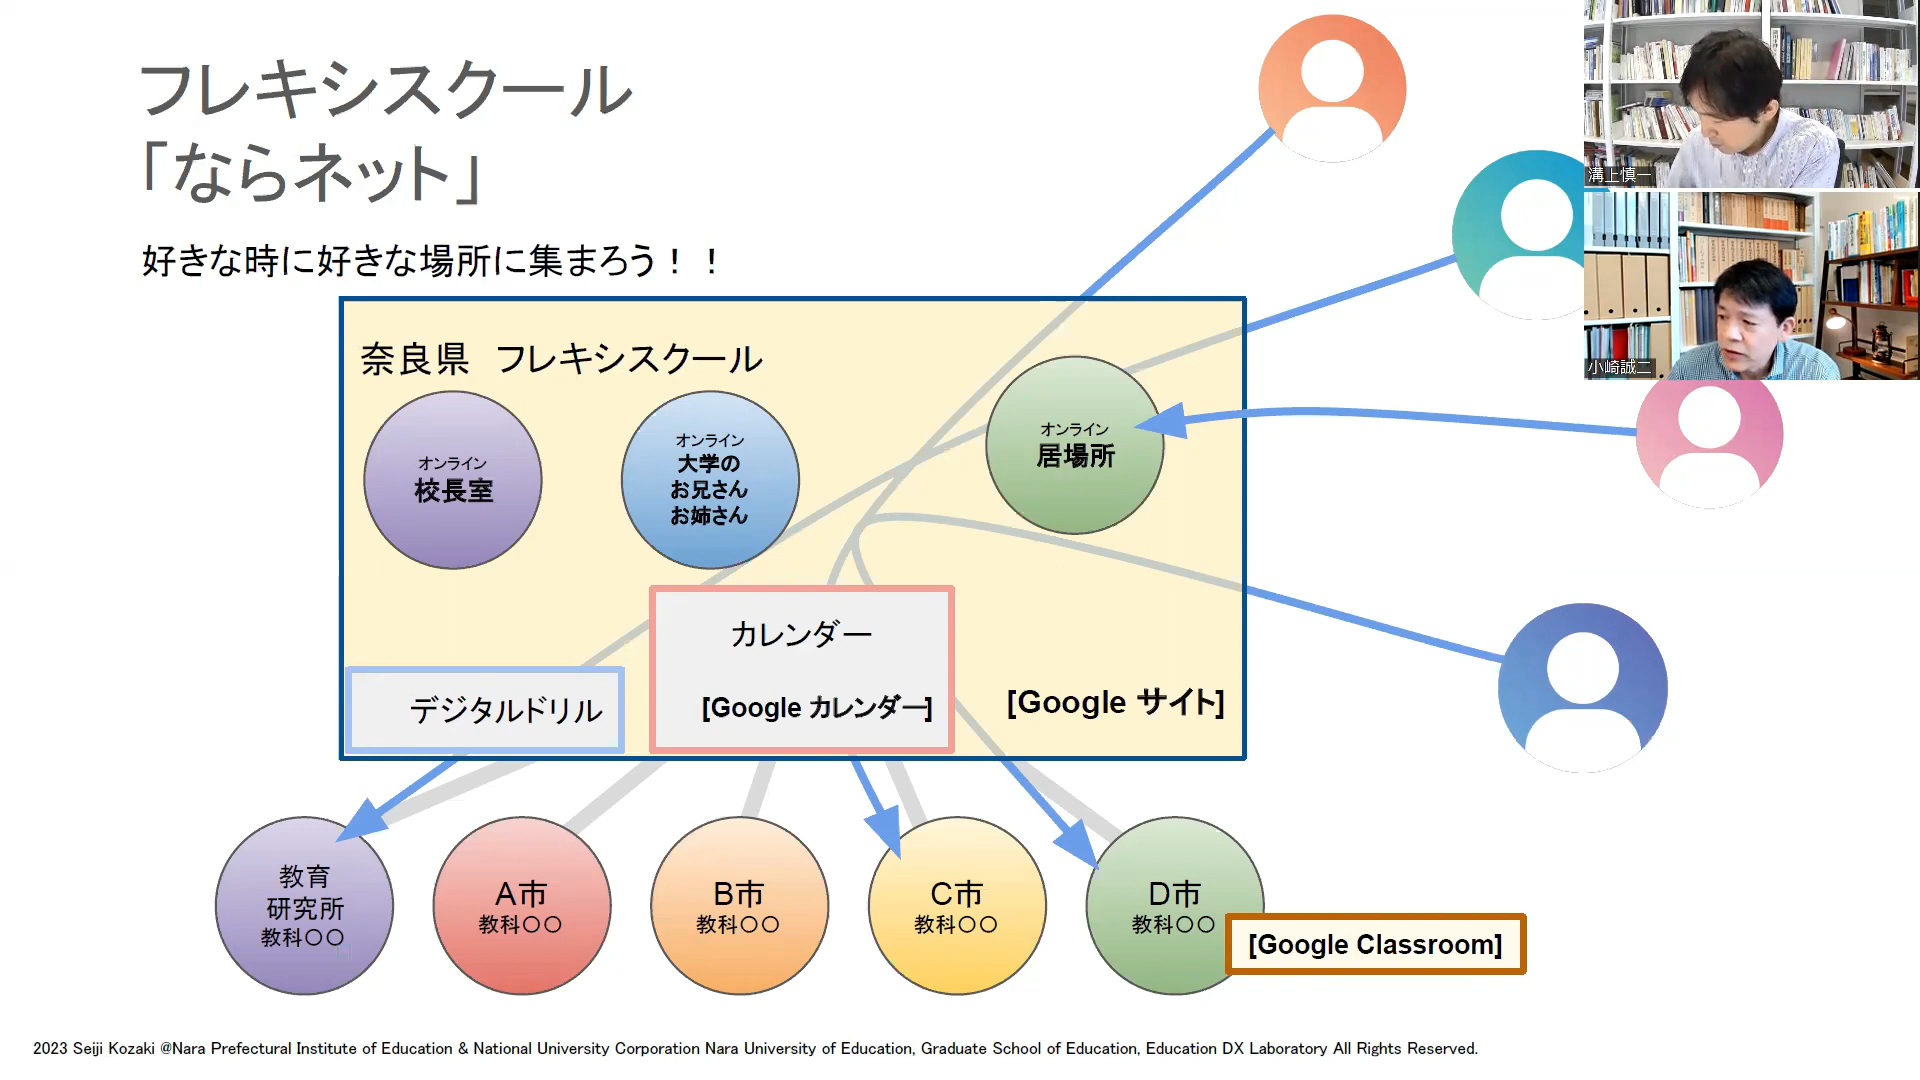 フレキシスクール
「ならネット」
好きな時に好きな場所に集まろう！！
奈良県　フレキシスクール
オンライン
校長室
オンライン
大学の
お兄さん
お姉さん
オンライン
居場所
カレンダー
[Google カレンダー]
デジタルドリル
[Google サイト]
教育
研究所
教科〇〇
A市
教科〇〇
B市
教科〇〇
C市
教科〇〇
D市
教科〇〇
[Google Classroom]
溝上慎一
小崎誠二
2023 Seiji Kozaki @Nara Prefectural Institute of Education & National University Corporation Nara University of Education, Graduate School of Education, Education DX Laboratory All Rights Reserved.